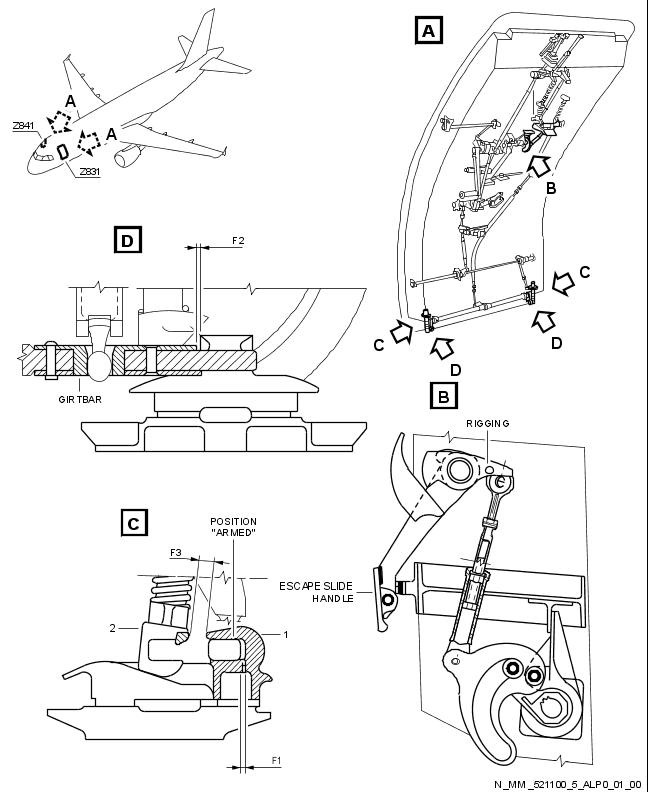 A
Z841
A
Z831
A
B
C
C
D
D
D
F2
GIRTBAR
B
RIGGING
ESCAPE SLIDE
HANDLE
C
POSITION
"ARMED"
F3
2
1
F1
N_MM_521100_5_ALP0_01_00